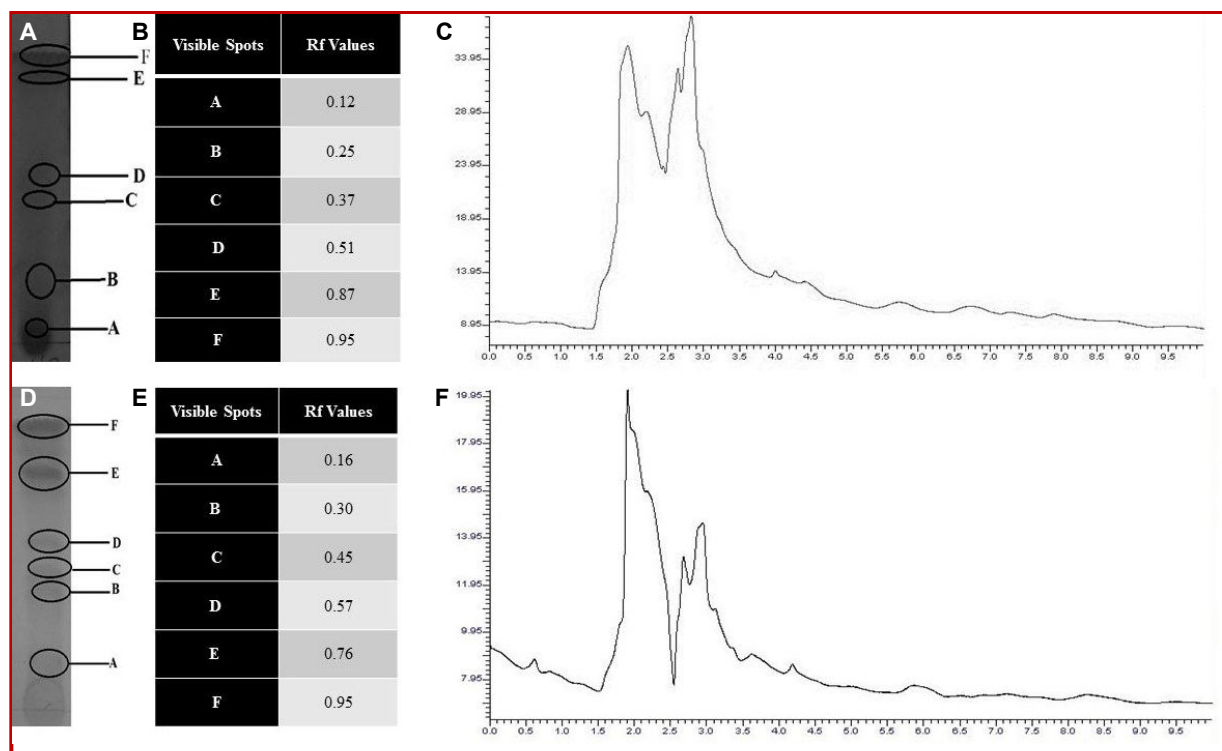 A
F
E
D
C
B
A
B
Visible Spots Rf Values
A 0.12
B 0.25
C 0.37
D 0.51
E 0.87
F 0.95
C
33.95
28.95
23.95
18.95
13.95
8.95
0.0 0.5 1.0 1.5 2.0 2.5 3.0 3.5 4.0 4.5 5.0 5.5 6.0 6.5 7.0 7.5 8.0 8.5 9.0 9.5
D
F
E
D
C
B
A
E
Visible Spots Rf Values
A 0.16
B 0.30
C 0.45
D 0.57
E 0.76
F 0.95
F
19.95
17.95
15.95
13.95
11.95
9.95
7.95
0.0 0.5 1.0 1.5 2.0 2.5 3.0 3.5 4.0 4.5 5.0 5.5 6.0 6.5 7.0 7.5 8.0 8.5 9.0 9.5